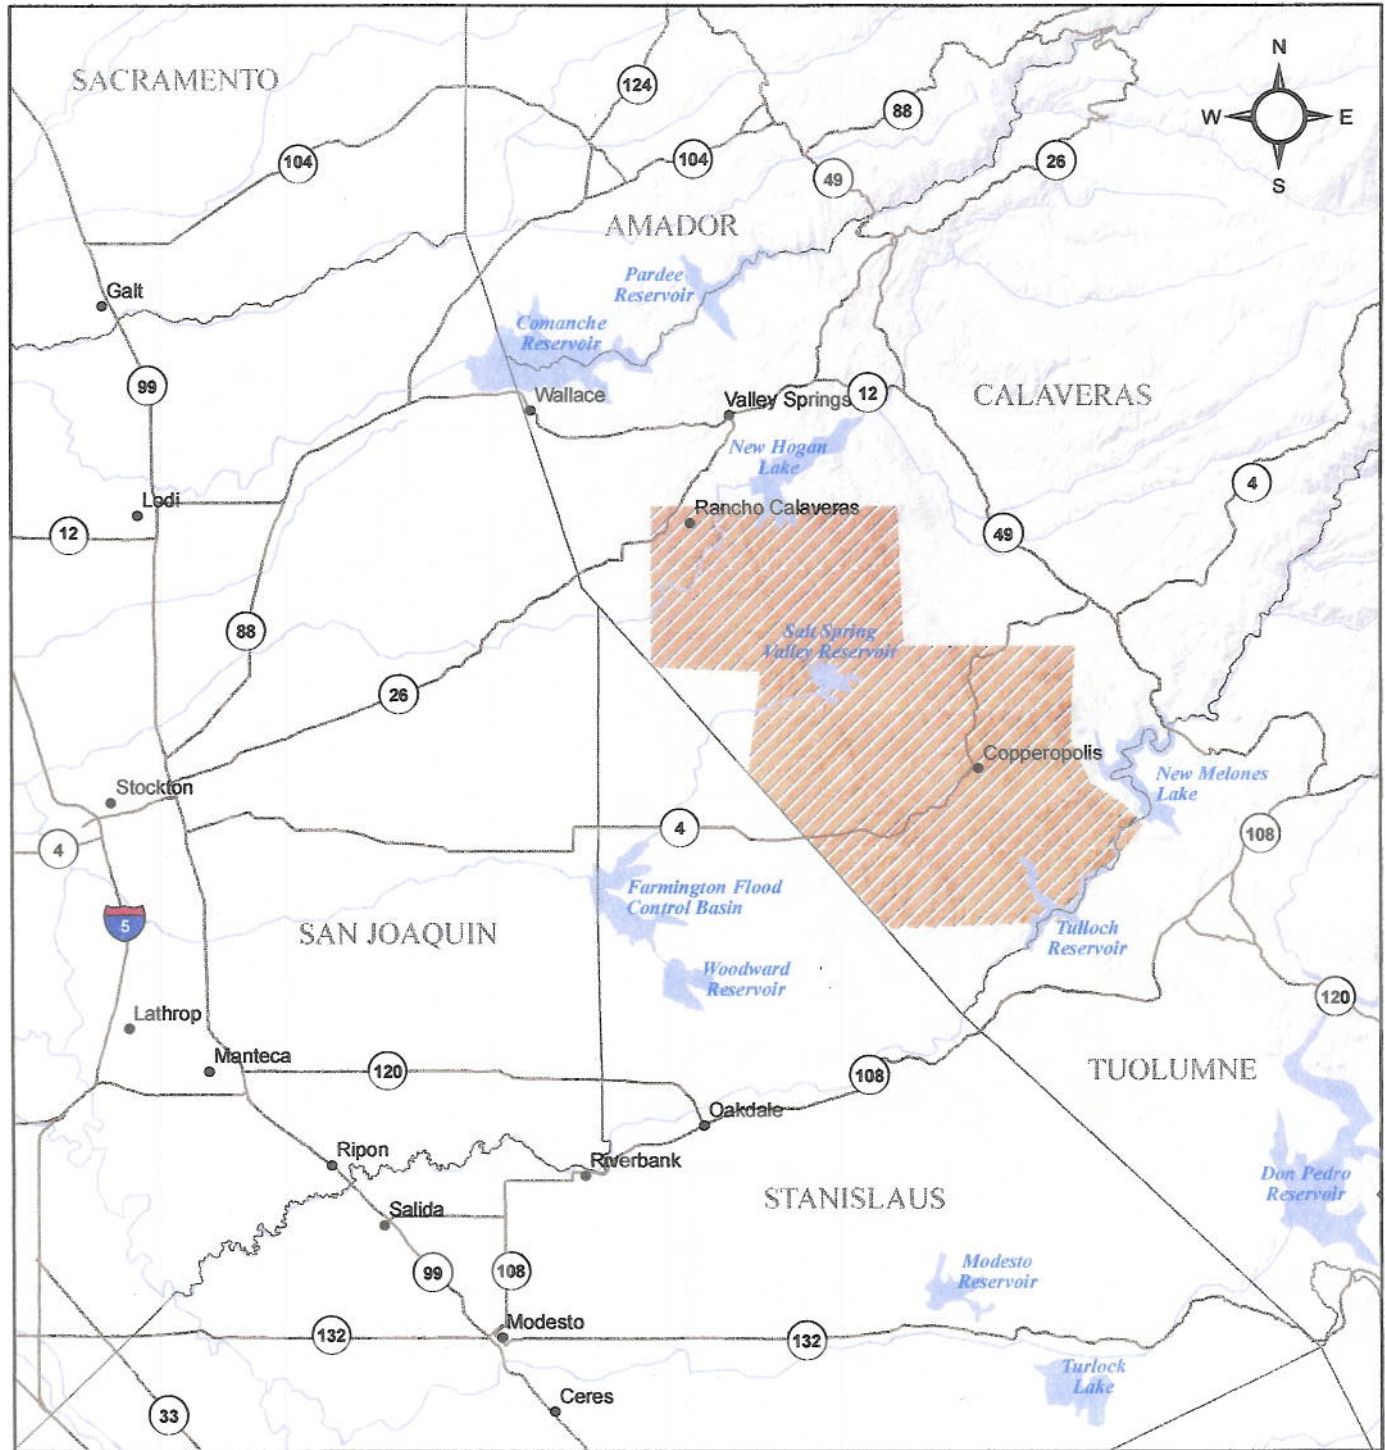 N
W E
S
SACRAMENTO
124
88
104
104
26
49
AMADOR
Pardee
Reservoir
Galt
Comanche
Reservoir
99
Wallace
Valley Springs
12
CALAVERAS
New Hogan
Lake
4
Lodi
Rancho Calaveras
12
49
88
Salt Spring
Valley Reservoir
26
Copperopolis
New Melones
Lake
Stockton
4
4
108
Farmington Flood
Control Basin
5
SAN JOAQUIN
Tulloch
Reservoir
Woodward
Reservoir
120
Lathrop
Manteca
120
108
TUOLUMNE
Oakdale
Ripon
Riverbank
Don Pedro
Reservoir
STANISLAUS
Salida
99
108
Modesto
Reservoir
132
Modesto
132
Turlock
Lake
Ceres
33